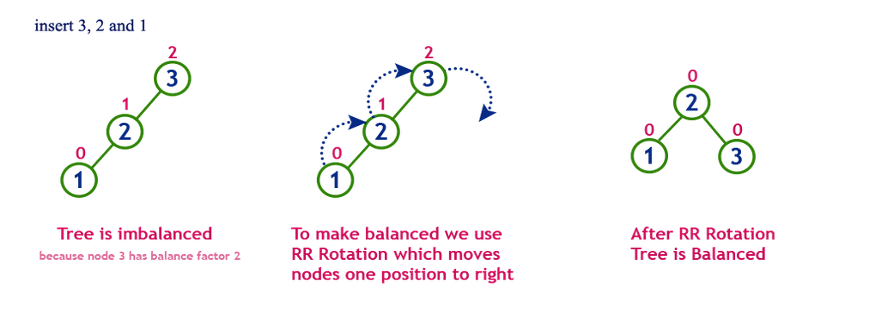 insert 3, 2 and 1
2
3
1
2
0
1
Tree is imbalanced
because node 3 has balance factor 2
2
3
1
2
0
1
To make balanced we use
RR Rotation which moves
nodes one position to right
0
2
0
0
1
3
After RR Rotation
Tree is Balanced